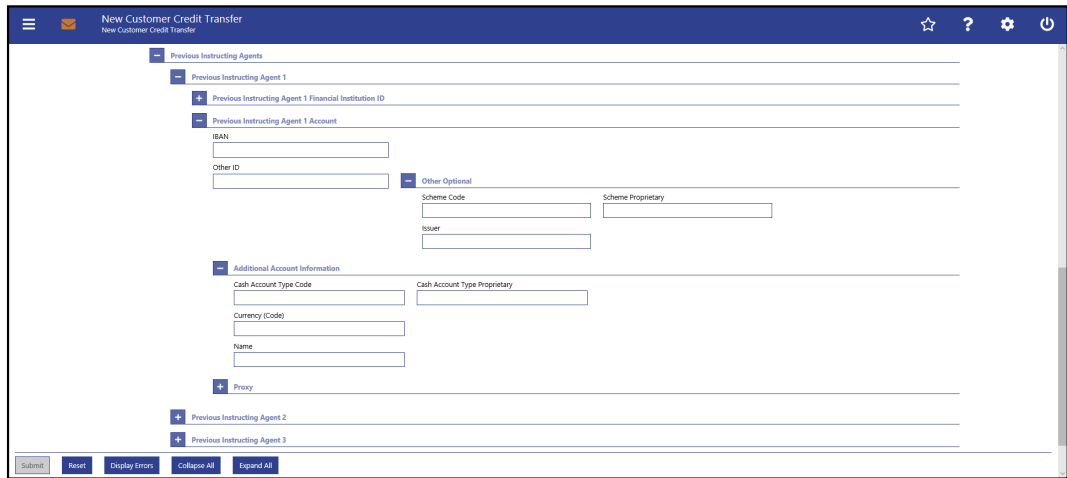 New Customer Credit Transfer
New Customer Credit Transfer
Previous Instructing Agents
Previous Instructing Agent 1
Previous Instructing Agent 1 Financial Institution ID
Previous Instructing Agent 1 Account
IBAN
Other ID
Other Optional
Scheme Code
Scheme Proprietary
Issuer
Additional Account Information
Cash Account Type Code
Cash Account Type Proprietary
Currency (Code)
Name
Proxy
Previous Instructing Agent 2
Previous Instructing Agent 3
Submit
Reset
Display Errors
Collapse All
Expand All